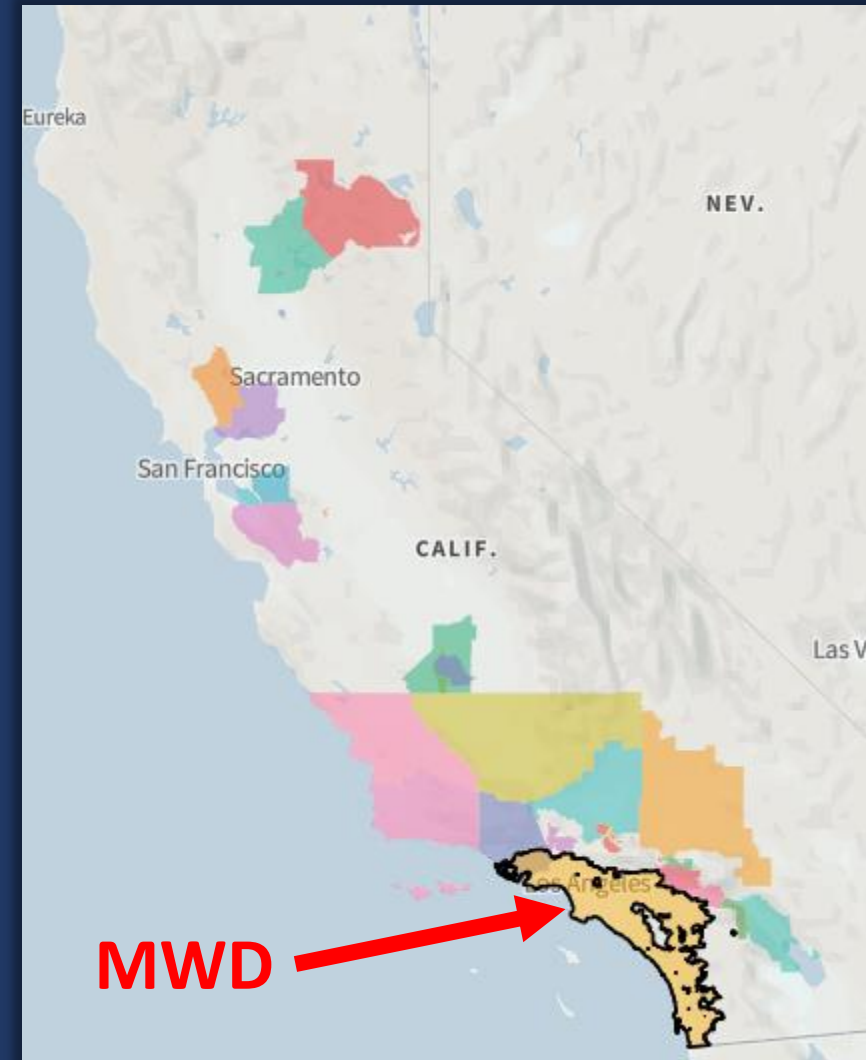 Eureka
NEV.
Sacramento
San Francisco
CALIF.
Las V
Los Angeles
MWD